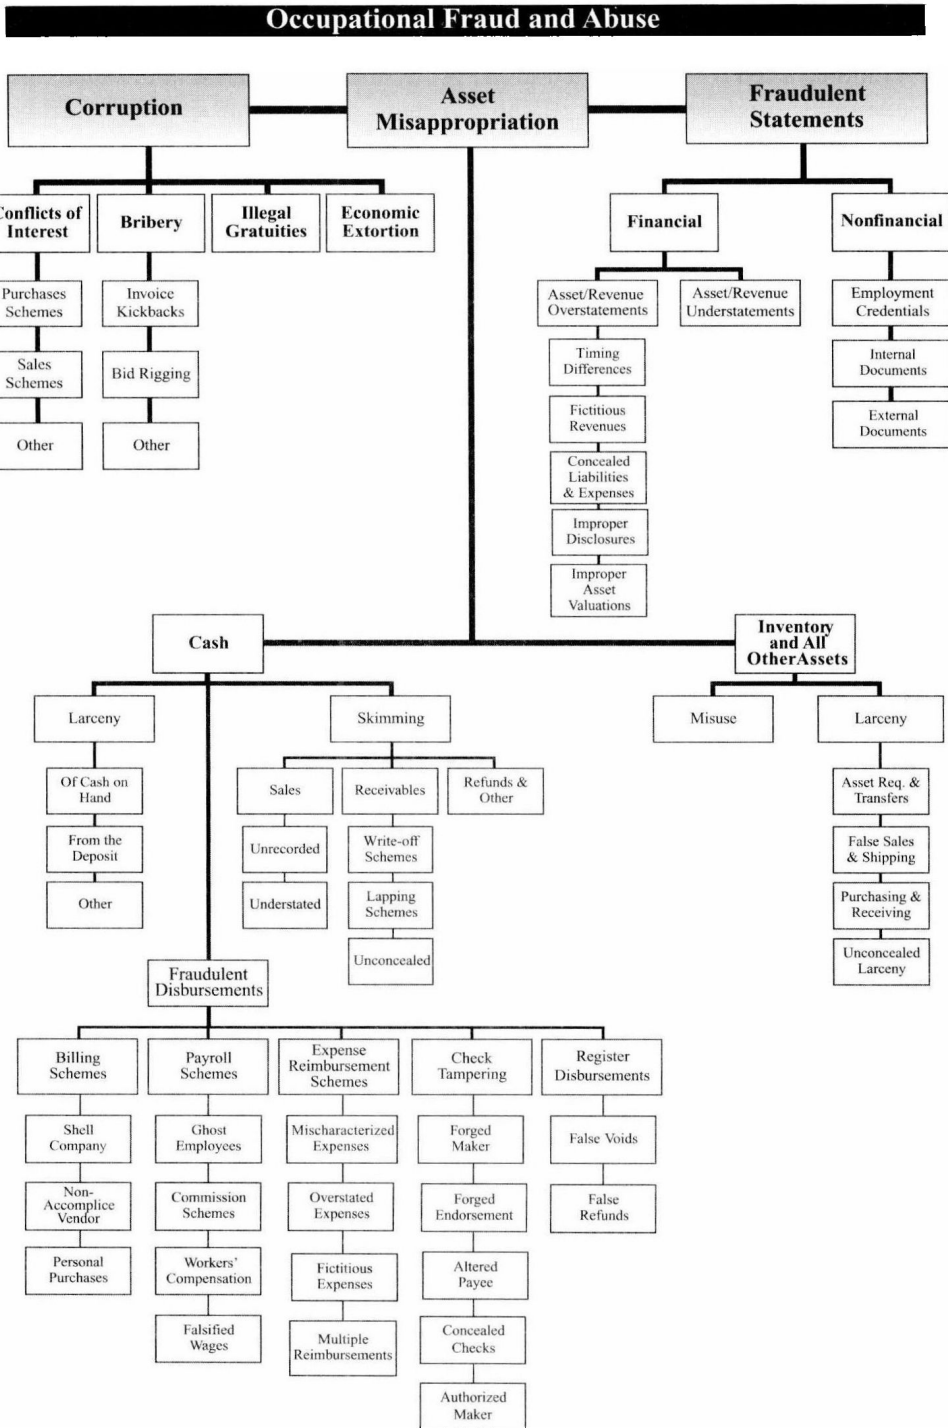 Occupational Fraud and Abuse
Corruption
Asset
Misappropriation
Fraudulent
Statements
Conflicts of
Interest
Bribery
Illegal
Gratuities
Economic
Extortion
Financial
Nonfinancial
Purchases
Schemes
Sales
Schemes
Other
Invoice
Kickbacks
Bid Rigging
Other
Asset/Revenue
Overstatements
Timing
Differences
Fictitious
Revenues
Concealed
Liabilities
& Expenses
Improper
Disclosures
Improper
Asset
Valuations
Asset/Revenue
Understatements
Employment
Credentials
Internal
Documents
External
Documents
Cash
Inventory
and All
OtherAssets
Larceny
Of Cash on
Hand
From the
Deposit
Other
Skimming
Sales
Unrecorded
Understated
Receivables
Write-off
Schemes
Lapping
Schemes
Unconcealed
Refunds &
Other
Misuse
Larceny
Asset Req. &
Transfers
False Sales
& Shipping
Purchasing &
Receiving
Unconcealed
Larceny
Fraudulent
Disbursements
Billing
Schemes
Shell
Company
Non-
Accomplice
Vendor
Personal
Purchases
Payroll
Schemes
Ghost
Employees
Commission
Schemes
Workers'
Compensation
Falsified
Wages
Expense
Reimbursement
Schemes
Mischaracterized
Expenses
Overstated
Expenses
Fictitious
Expenses
Multiple
Reimbursements
Check
Tampering
Forged
Maker
Forged
Endorsement
Altered
Payee
Concealed
Checks
Authorized
Maker
Register
Disbursements
False Voids
False
Refunds